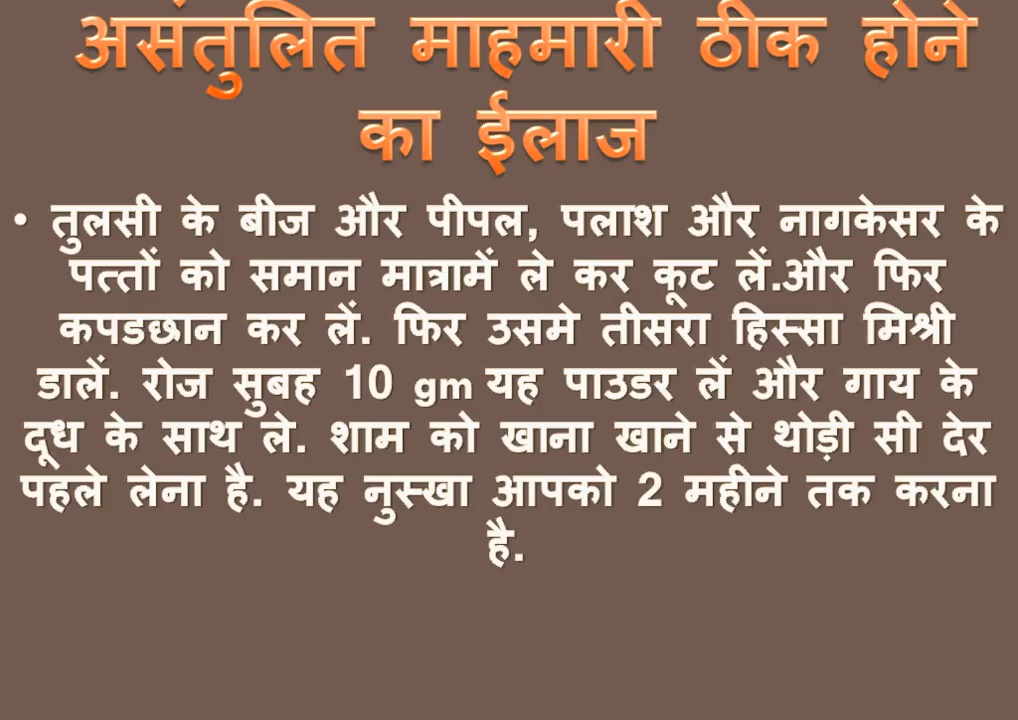 असंतुलित माहमारी ठीक होने
का ईलाज
• तुलसी के बीज और पीपल, पलाश और नागकेसर के
पत्तों को समान मात्रामें ले कर कूट लें.और फिर
कपडछान कर लें. फिर उसमे तीसरा हिस्सा मिश्री
डालें. रोज सुबह 10 gm यह पाउडर लें और गाय के
दूध के साथ ले. शाम को खाना खाने से थोड़ी सी देर
पहले लेना है. यह नुस्खा आपको 2 महीने तक करना
है.